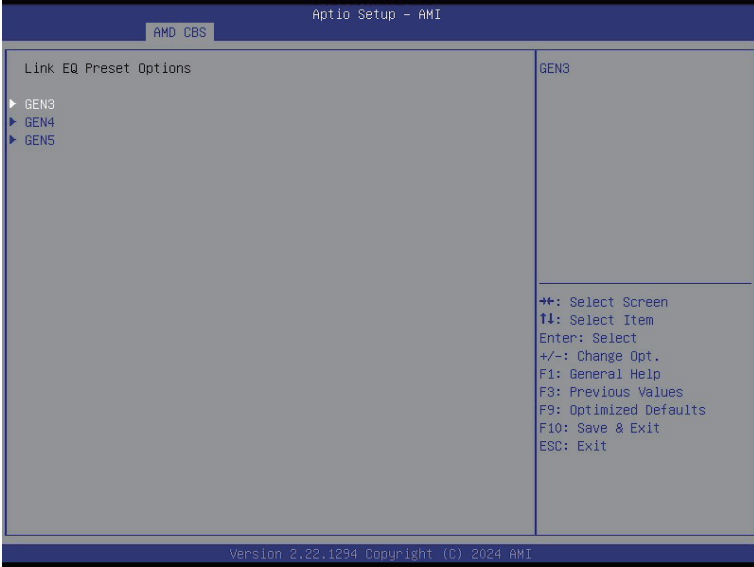 Aptio Setup – AMI
AMD CBS
Link EQ Preset Options
GEN3
GEN4
GEN5
GEN3
→←: Select Screen
↑↓: Select Item
Enter: Select
+/-: Change Opt.
F1: General Help
F3: Previous Values
F9: Optimized Defaults
F10: Save & Exit
ESC: Exit
Version 2.22.1294 Copyright (C) 2024 AMI